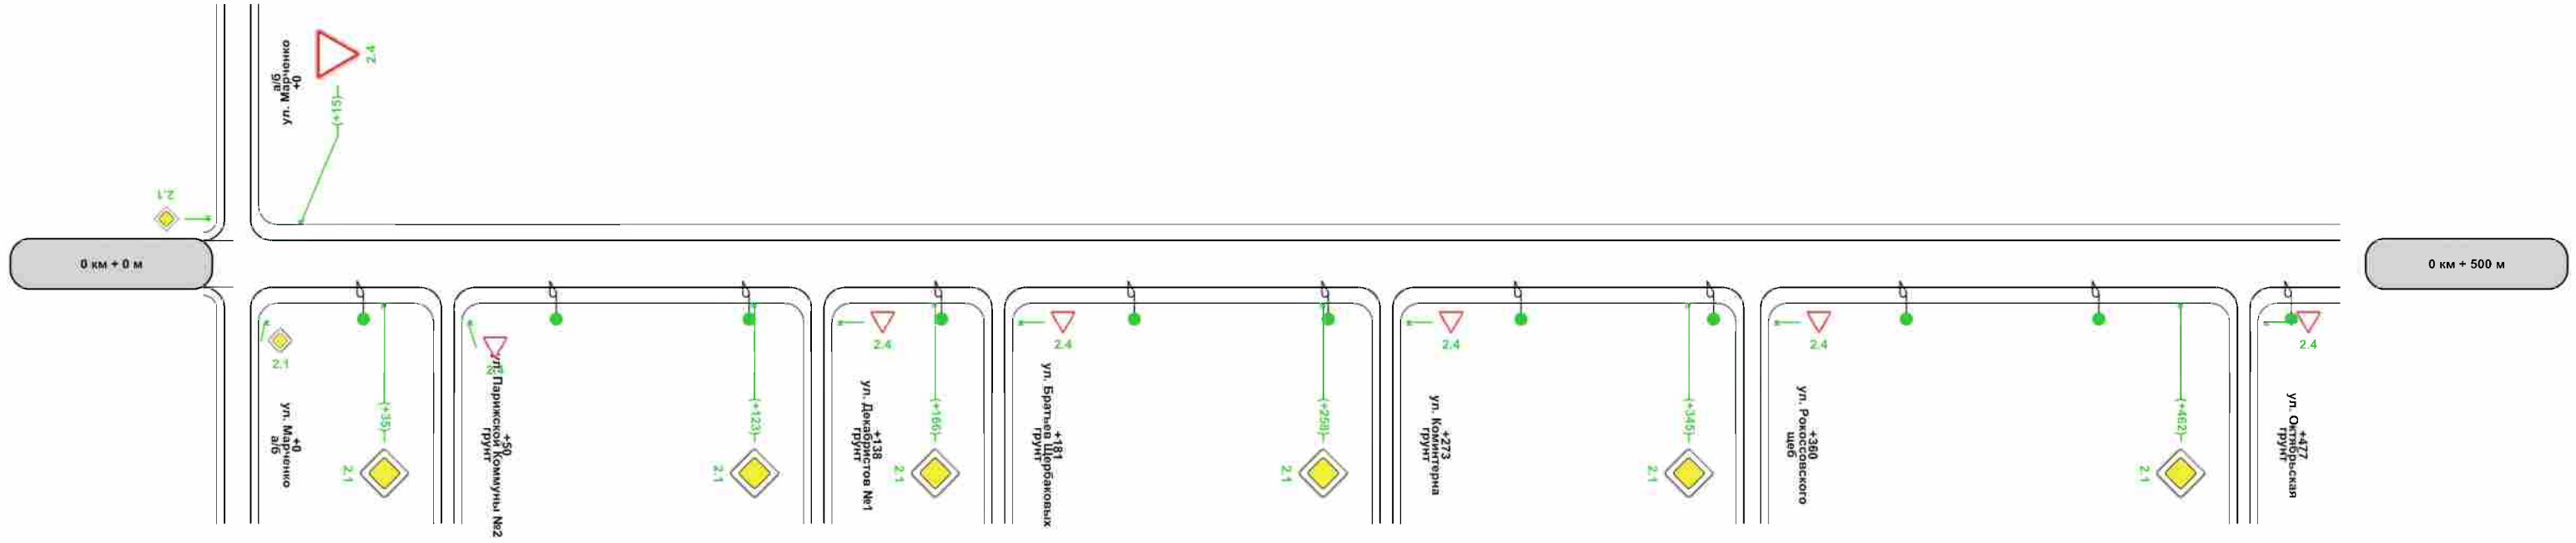 2.4
+0
ул. Марченко
а/б
(+15)
2.1
0 км + 0 м
0 км + 500 м
2.1
+0
ул. Марченко
а/б
(+35)
2.1
+50
ул. Парижской Коммуны №2
грунт
(+123)
2.1
2.4
+138
ул. Декабристов №1
грунт
(+166)
2.1
2.4
+181
ул. Братьев Щербаковых
грунт
(+258)
2.1
2.4
+273
ул. Коминтерна
грунт
(+345)
2.1
2.4
+360
ул. Рокоссовского
щеб
(+462)
2.1
2.4
+477
ул. Октябрьская
грунт